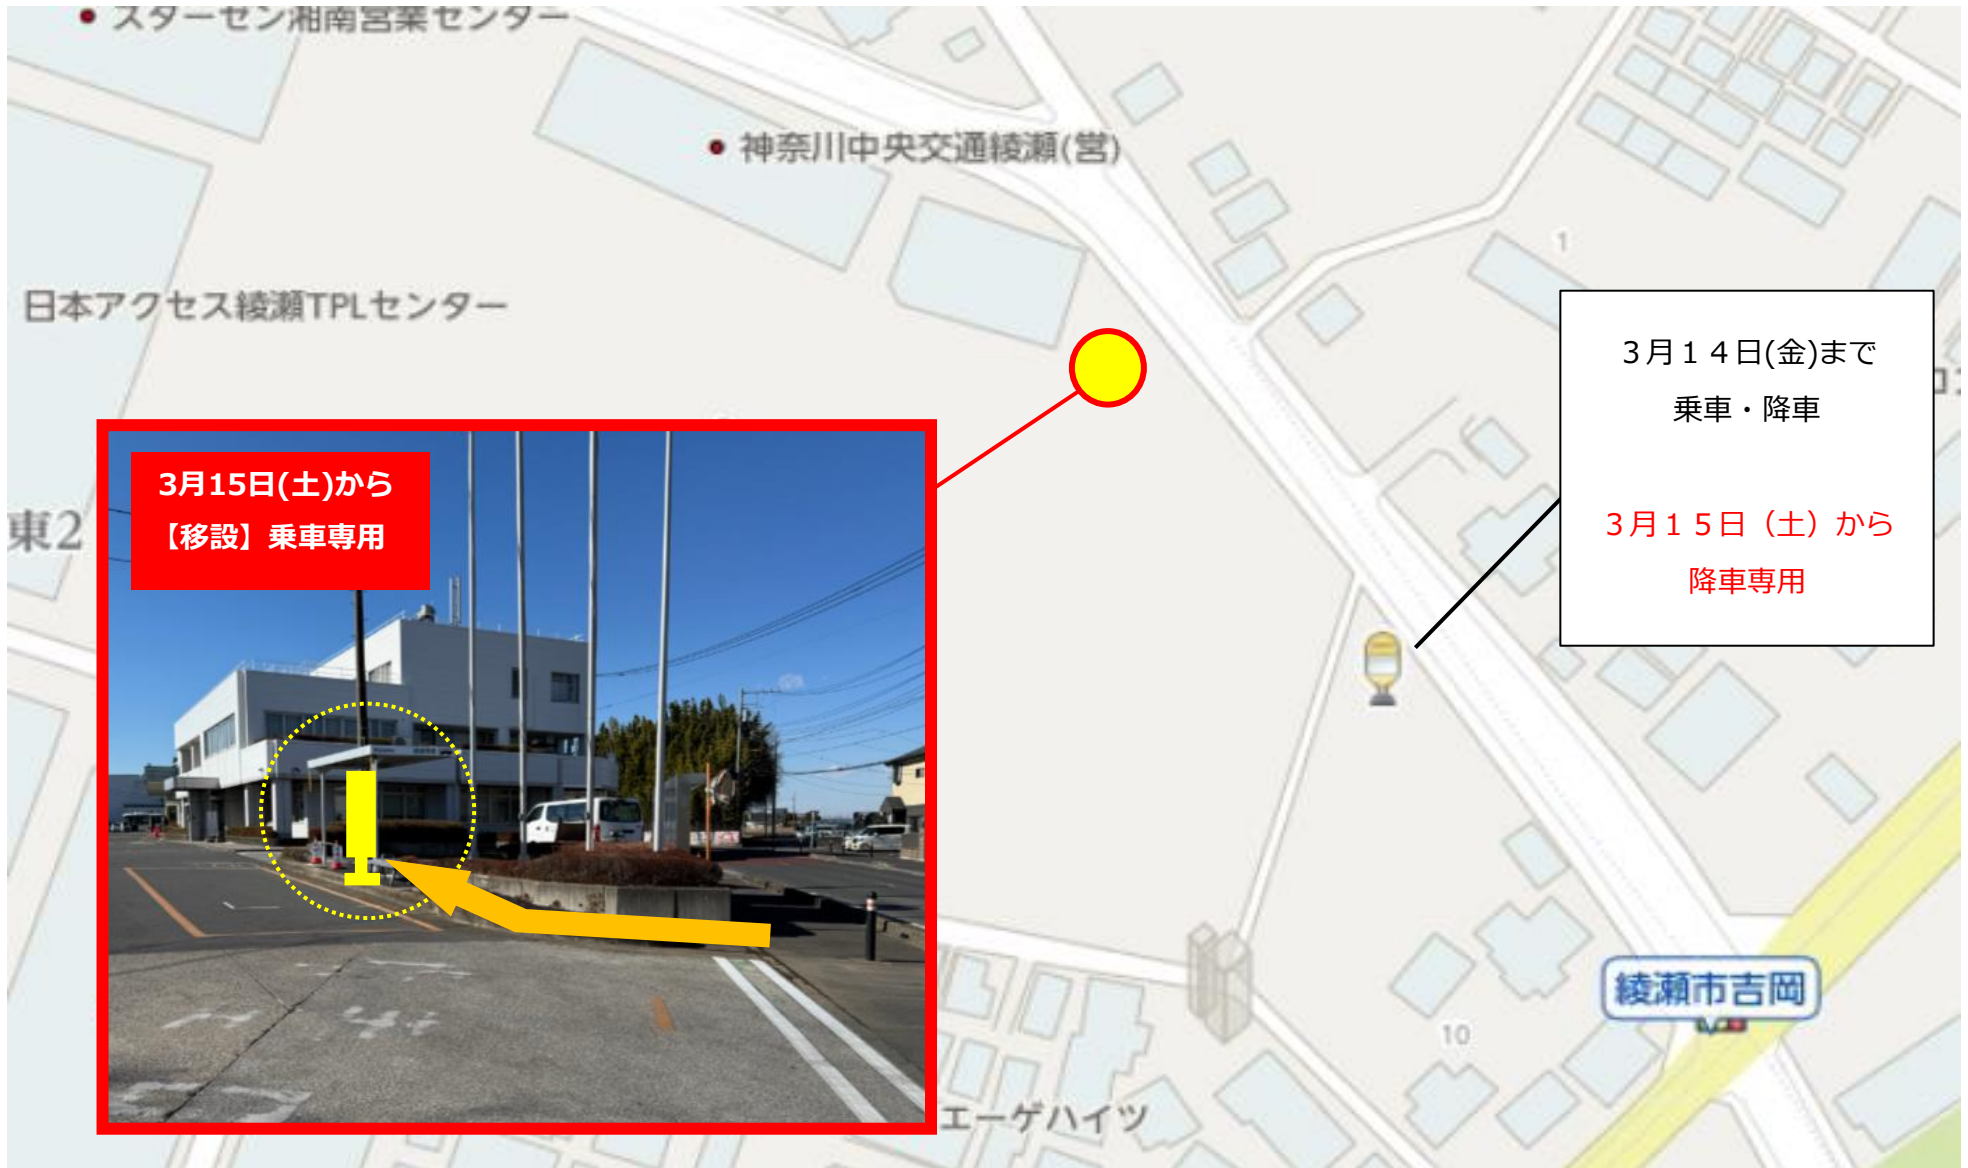 スターゼン湘南営業センター
神奈川中央交通綾瀬(営)
1
日本アクセス綾瀬TPLセンター
3月14日(金)まで
乗車・降車
3月15日（土）から
降車専用
3月15日(土)から
【移設】乗車専用
東2
綾瀬市吉岡
10
エーゲハイツ